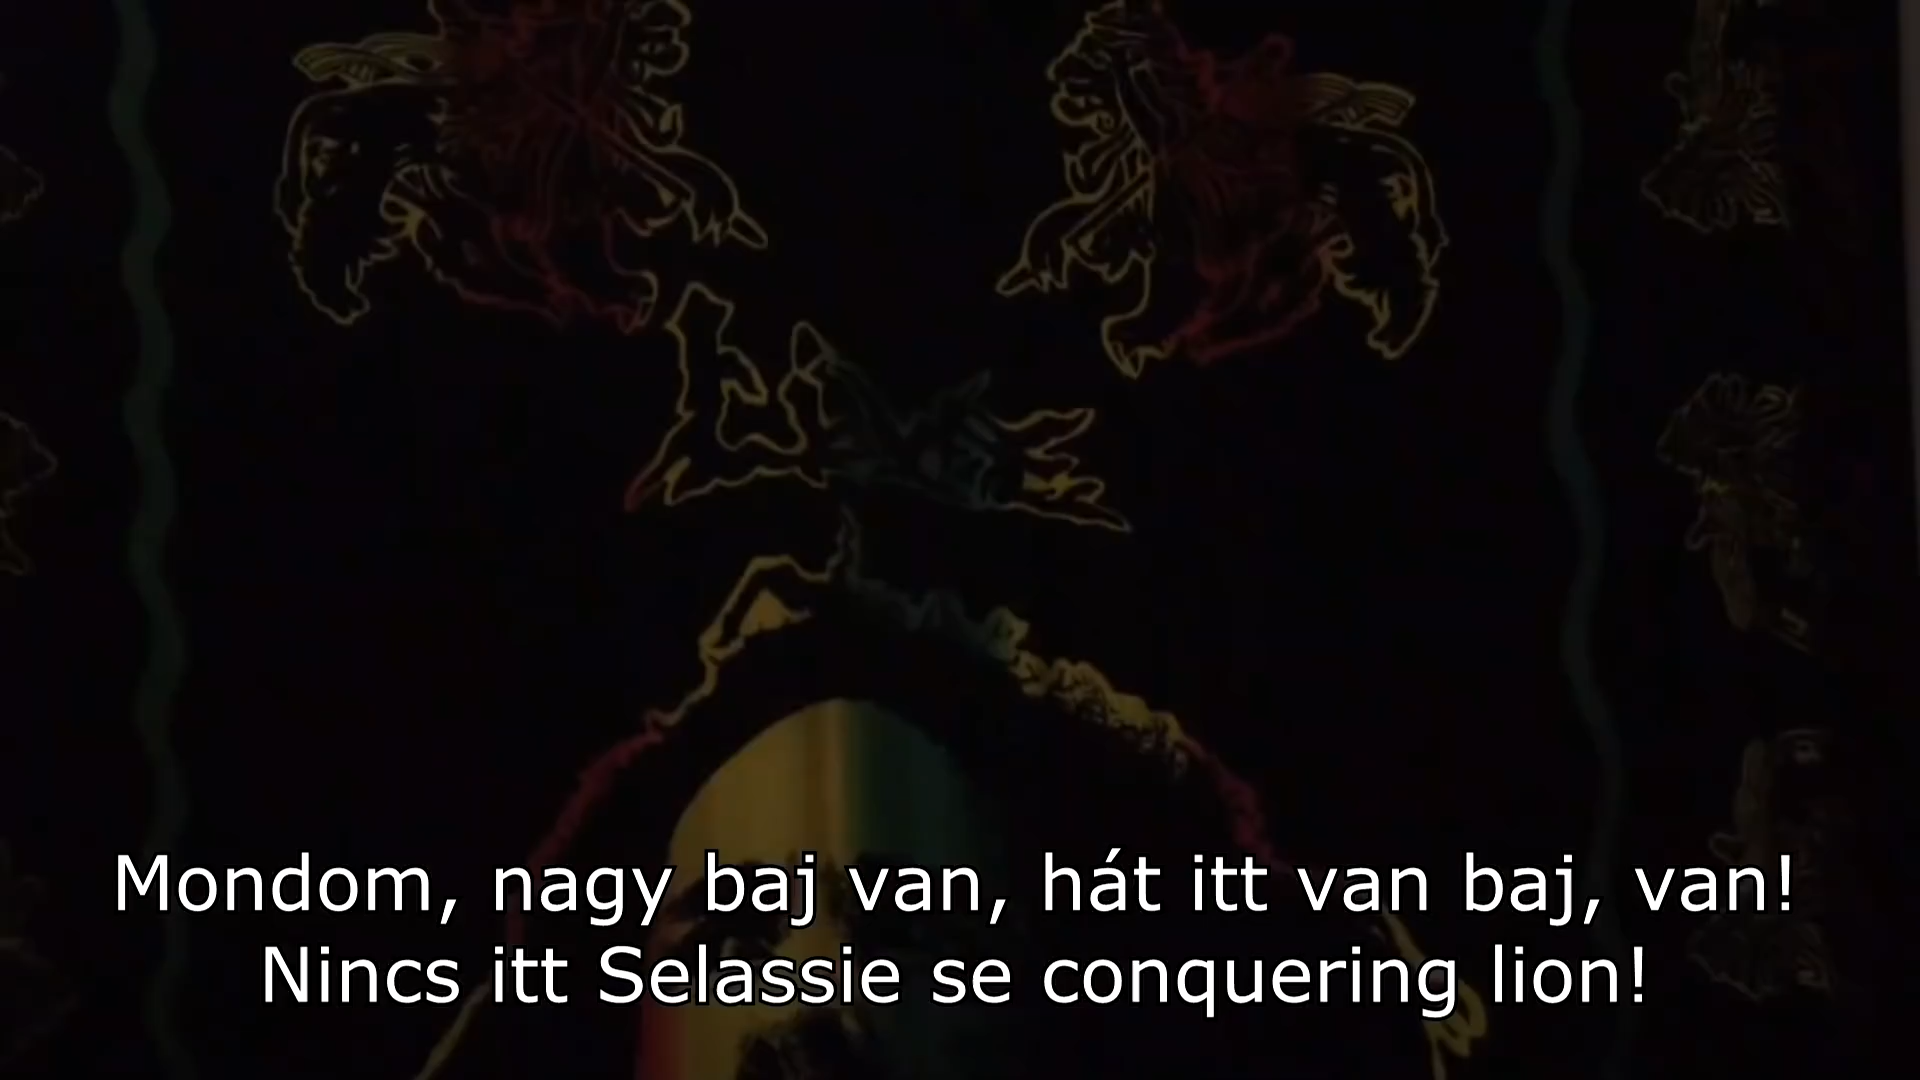 Mondom, nagy baj van, hát itt van baj, van!
Nincs itt Selassie se conquering lion!